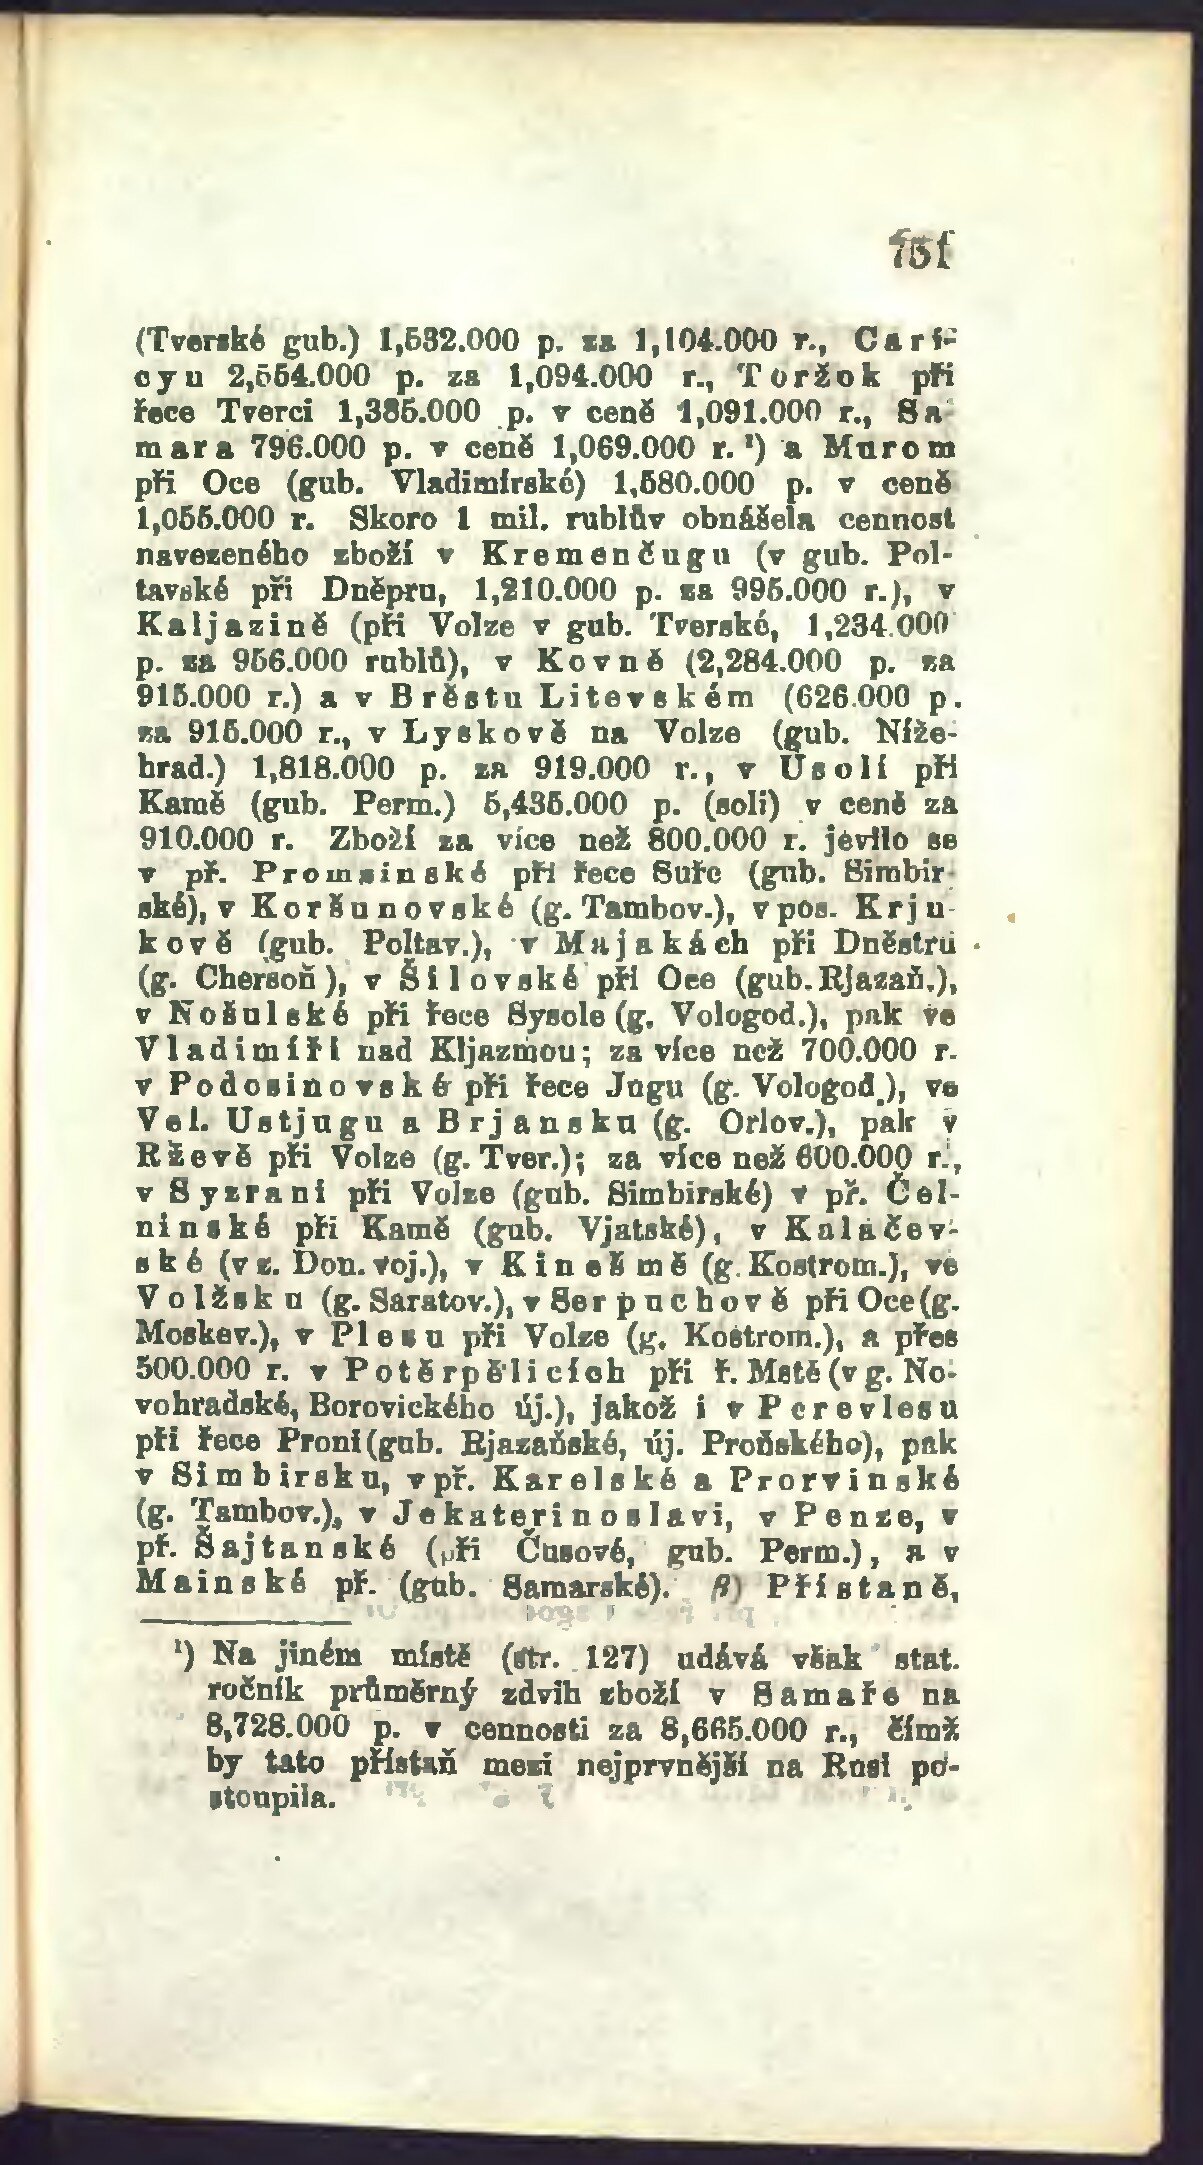 751
(Tverské gub.) 1,532.000 p. za 1,104.000 r., Cari-
cyu 2,554.000 p. za 1,094.000 r., Toržok při
řece Tverci 1,385.000 p. v ceně 1,091.000 r., Sa-
mara 796.000 p. v ceně 1,069.000 r. ¹) a Murom
při Oce (gub. Vladimírské) 1,580.000 p. v ceně
1,055.000 r. Skoro 1 mil. rublův obnášela cennost
navezeného zboží v Kremenčugu (v gub. Pol-
tavské při Dněpru, 1,210.000 p. za 995.000 r.), v
Kaljazině (při Volze v gub. Tverské, 1,234.000
p. za 956.000 rublů), v Kovně (2,284.000 p. za
915.000 r.) a v Brěstu Litevském (626.000 p.
za 915.000 r., v Lyskově na Volze (gub. Níže-
hrad.) 1,818.000 p. za 919.000 r., v Usolí při
Kamě (gub. Perm.) 5,435.000 p. (soli) v ceně za
910.000 r. Zboží za více než 800.000 r. jevilo se
v př. Promsinské při řece Suře (gub. Simbir-
ské), v Koršunovské (g. Tambov.), v pos. Krju-
kově (gub. Poltav.), v Majakách při Dněstru
(g. Chersoň), v Šilovské při Oce (gub. Rjazaň.),
v Nošulské při řece Sysole (g. Vologod.), pak ve
Vladimíři nad Kljazmou; za více než 700.000 r.
v Podosinovské při řece Jugu (g. Vologod.), ve
Vel. Ustjugu a Brjansku (g. Orlov.), pak v
Rževě při Volze (g. Tver.); za více než 600.000 r.,
v Syzrani při Volze (gub. Simbirské) v př. Čel-
ninské při Kamě (gub. Vjatské), v Kalačev-
ské (v z. Don. voj.), v Kinešmě (g. Kostrom.), ve
Volžsku (g. Saratov.), v Serpuchově při Oce (g.
Moskev.), v Plesu při Volze (g. Kostrom.), a přes
500.000 r. v Potěrpělicích při ř. Mstě (v g. No-
vohradské, Borovického új.), jakož i v Perevlesu
při řece Proni (gub. Rjazaňské, új. Proňského), pak
v Simbirsku, v př. Karelské a Prorvinské
(g. Tambov.), v Jekaterinoslavi, v Penze, v
př. Šajtanské (při Čusové, gub. Perm.), a v
Mainské př. (gub. Samarské). β) Přístaně,
¹) Na jiném místě (str. 127) udává však stat.
ročník průměrný zdvih zboží v Samaře na
8,728.000 p. v cennosti za 8,665.000 r., čímž
by tato přístaň mezi nejprvnější na Rusi po-
stoupila.